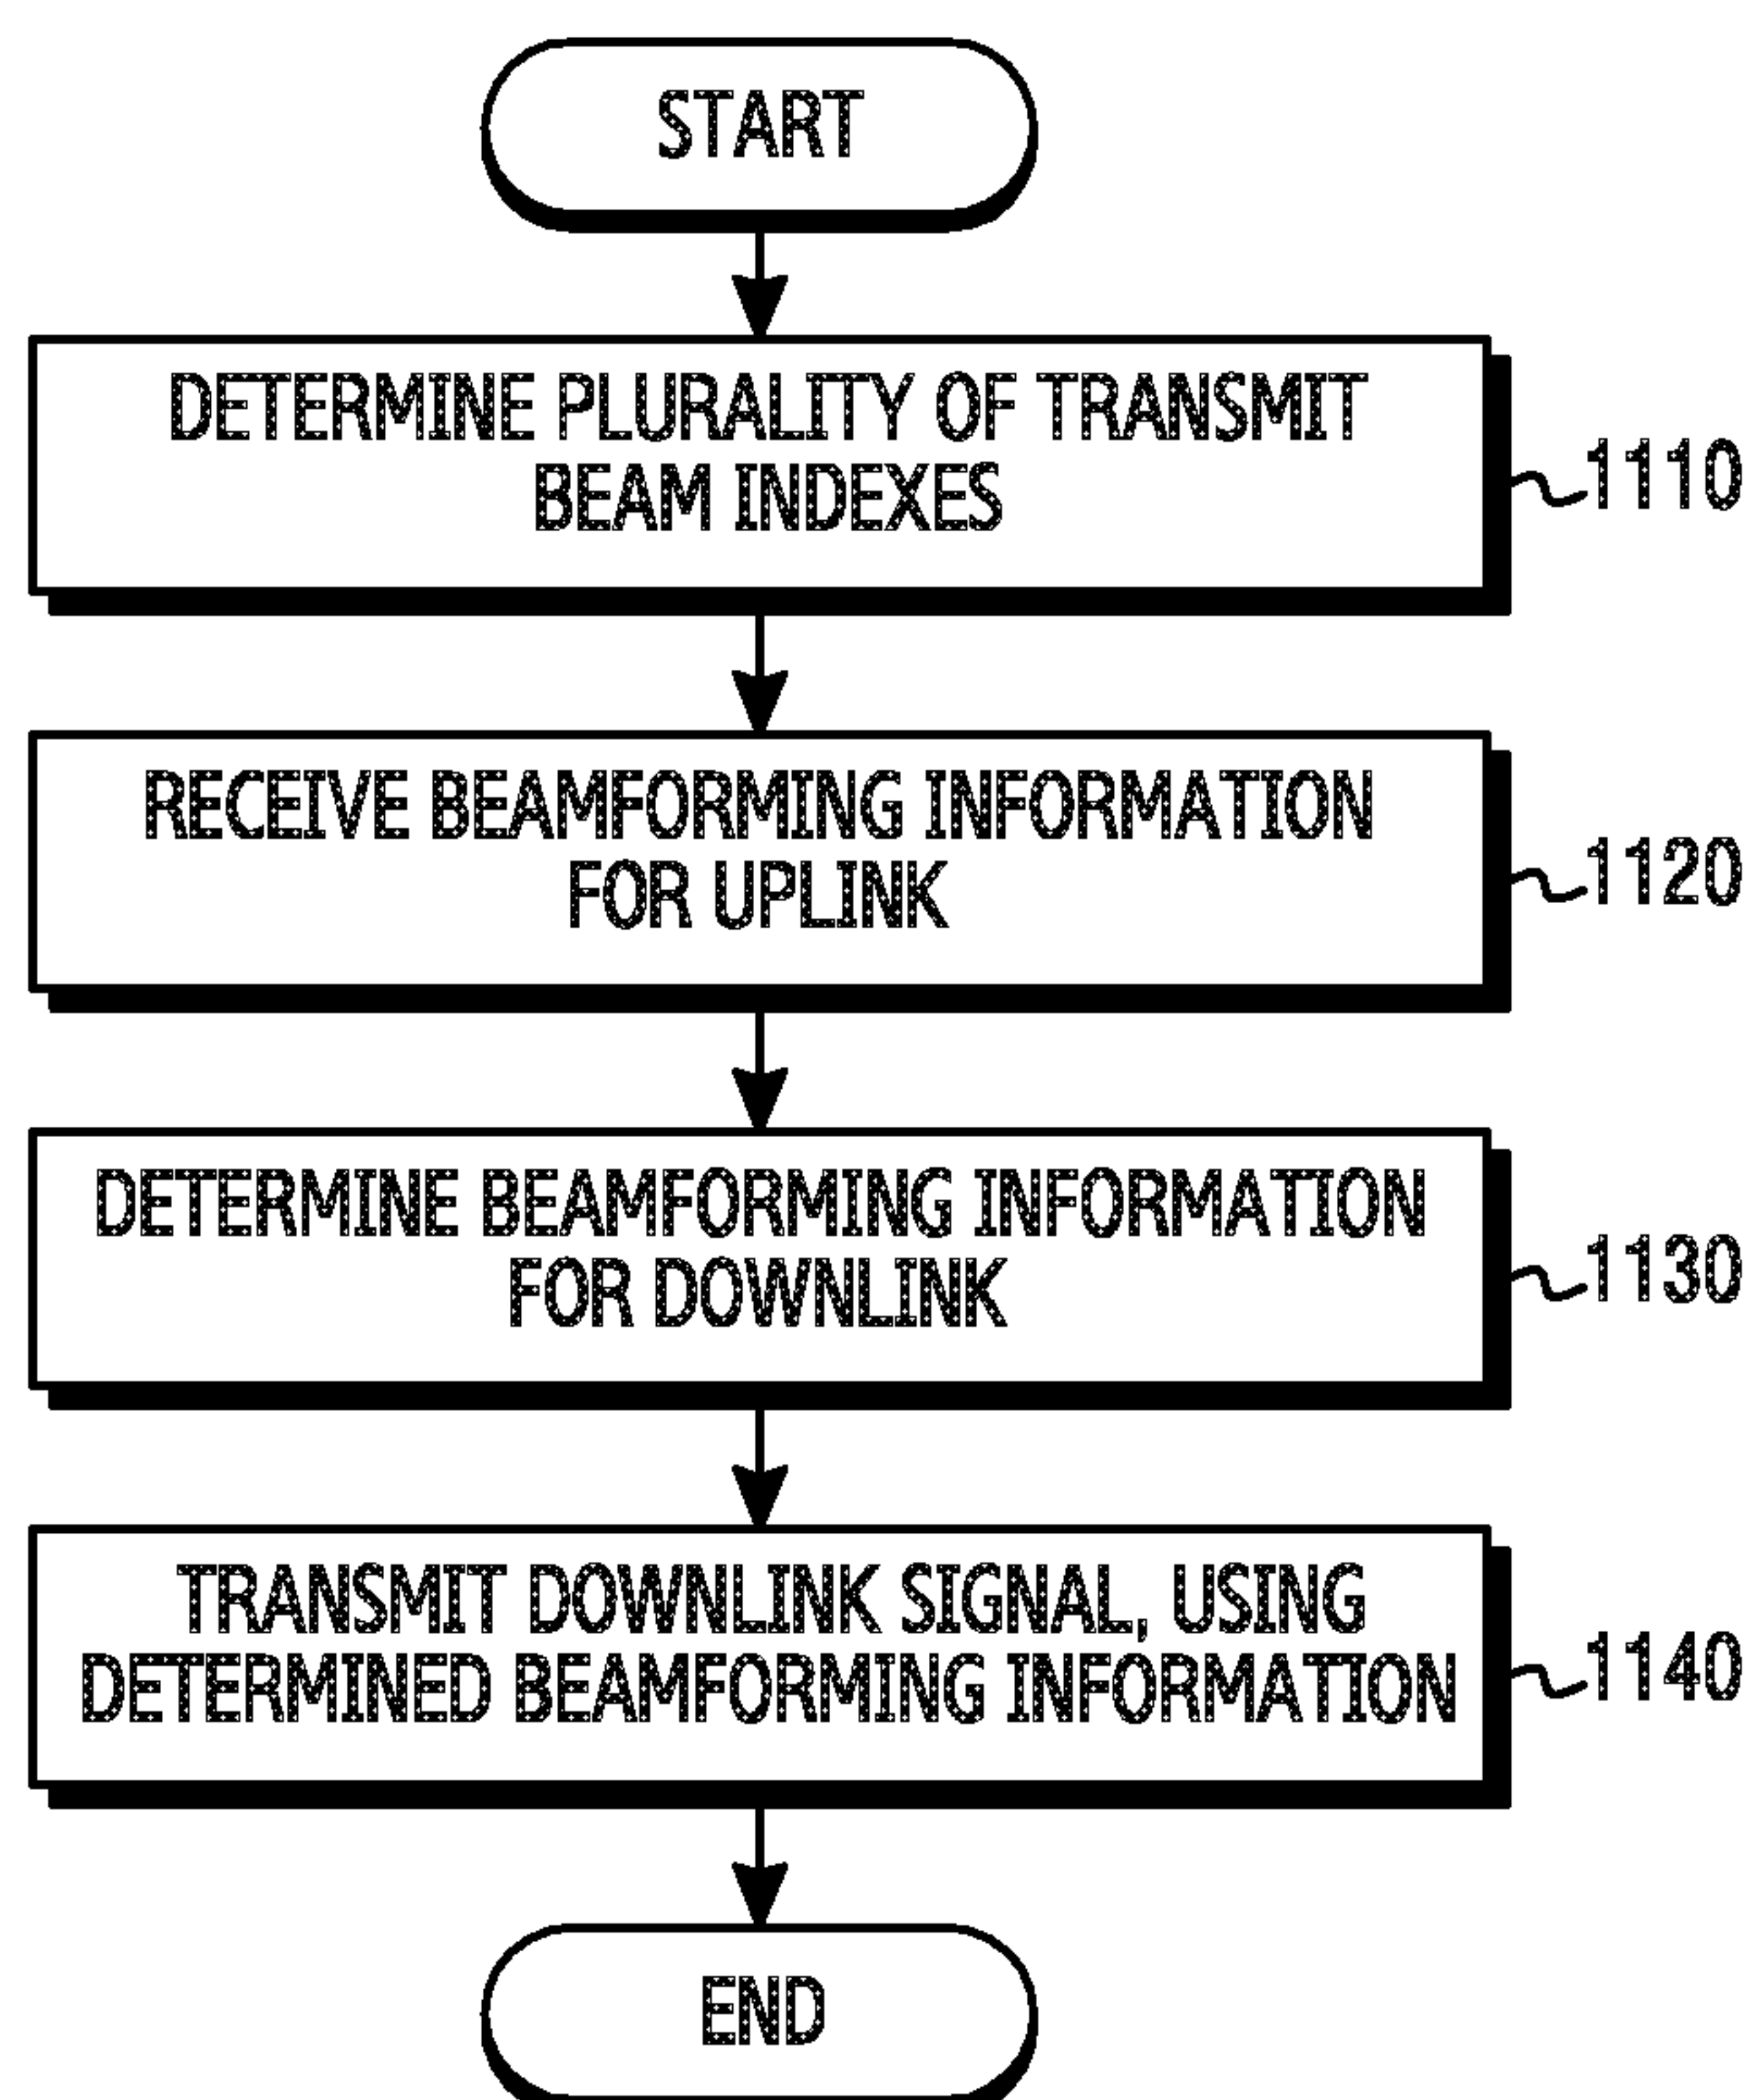 START
DETERMINE PLURALITY OF TRANSMIT
BEAM INDEXES
1110
RECEIVE BEAMFORMING INFORMATION
FOR UPLINK
1120
DETERMINE BEAMFORMING INFORMATION
FOR DOWNLINK
1130
TRANSMIT DOWNLINK SIGNAL, USING
DETERMINED BEAMFORMING INFORMATION
1140
END